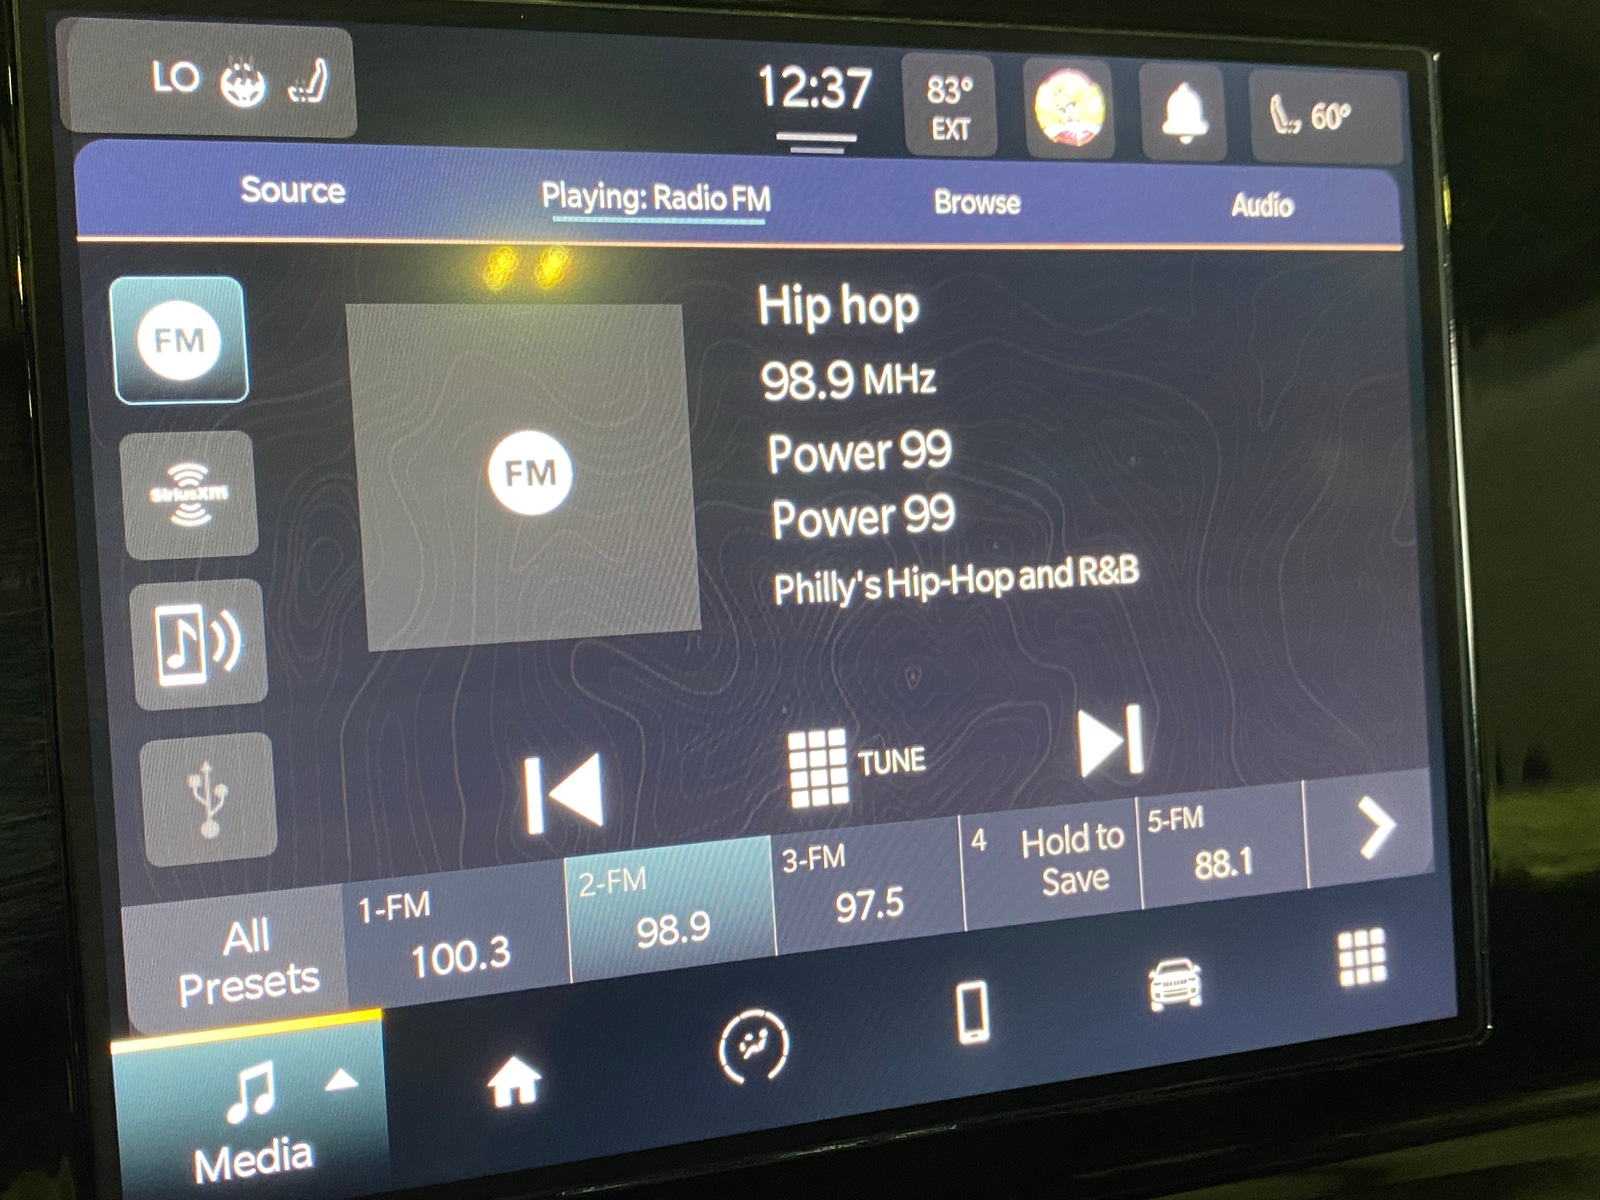 LO
12:37
83°
EXT
60°
Source
Playing: Radio FM
Browse
Audio
FM
SiriusXM
FM
Hip hop
98.9 MHz
Power 99
Power 99
Philly's Hip-Hop and R&B
TUNE
All
Presets
1-FM
100.3
2-FM
98.9
3-FM
97.5
4
Hold to
Save
5-FM
88.1
Media